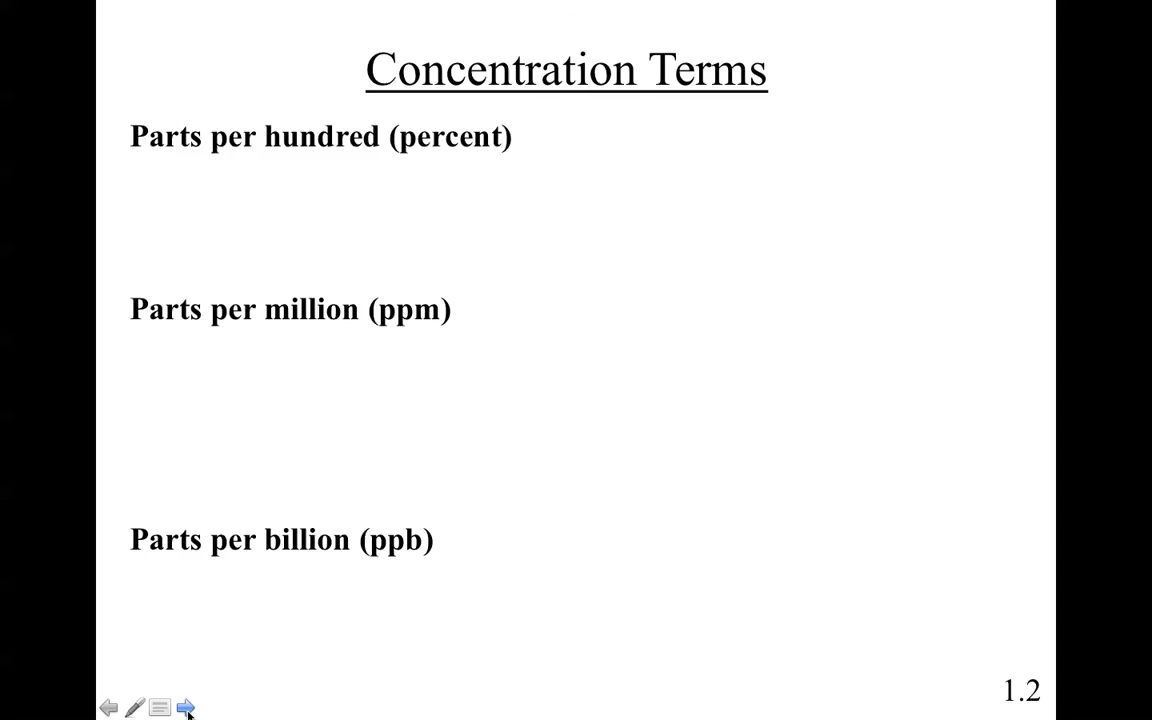 Concentration Terms
Parts per hundred (percent)
Parts per million (ppm)
Parts per billion (ppb)
1.2